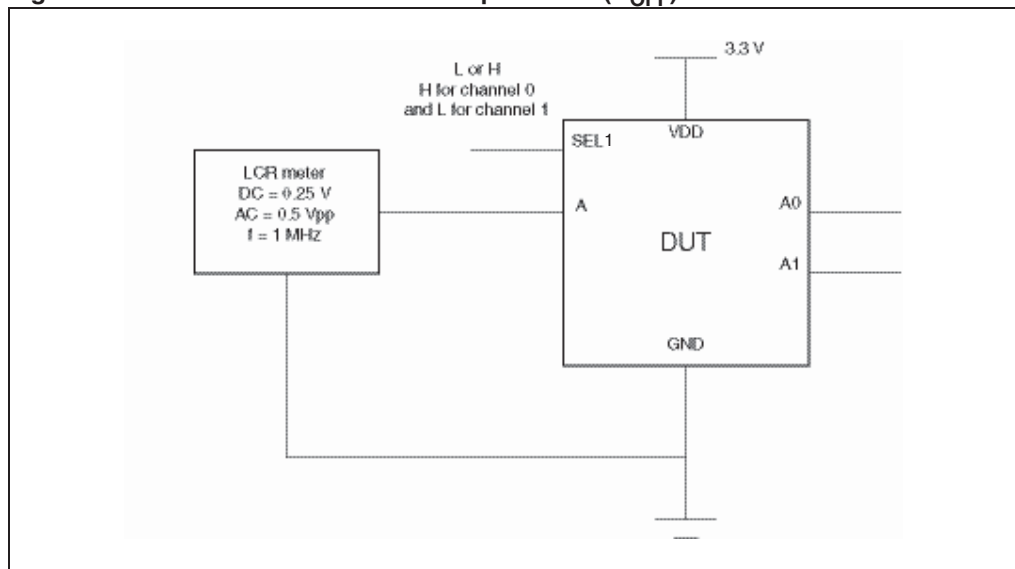 3.3 V
L or H
H for channel 0
and L for channel 1
VDD
SEL1
LCR meter
DC = 0.25 V
AC = 0.5 Vpp
f = 1 MHz
A
A0
DUT
A1
GND